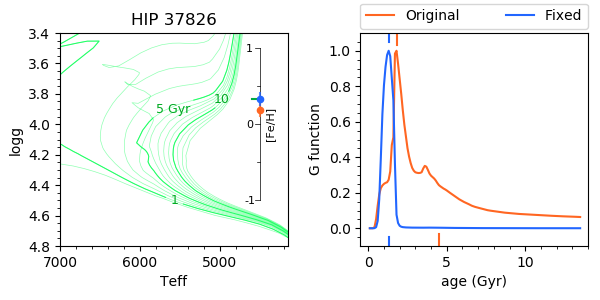 HIP 37826
Original Fixed
3.4
3.6
3.8
4.0
4.2
4.4
4.6
4.8
logg
7000 6000 5000
Teff
5 Gyr
10
1
1
0
-1
[Fe/H]
1.0
0.8
0.6
0.4
0.2
0.0
G function
0 5 10
age (Gyr)